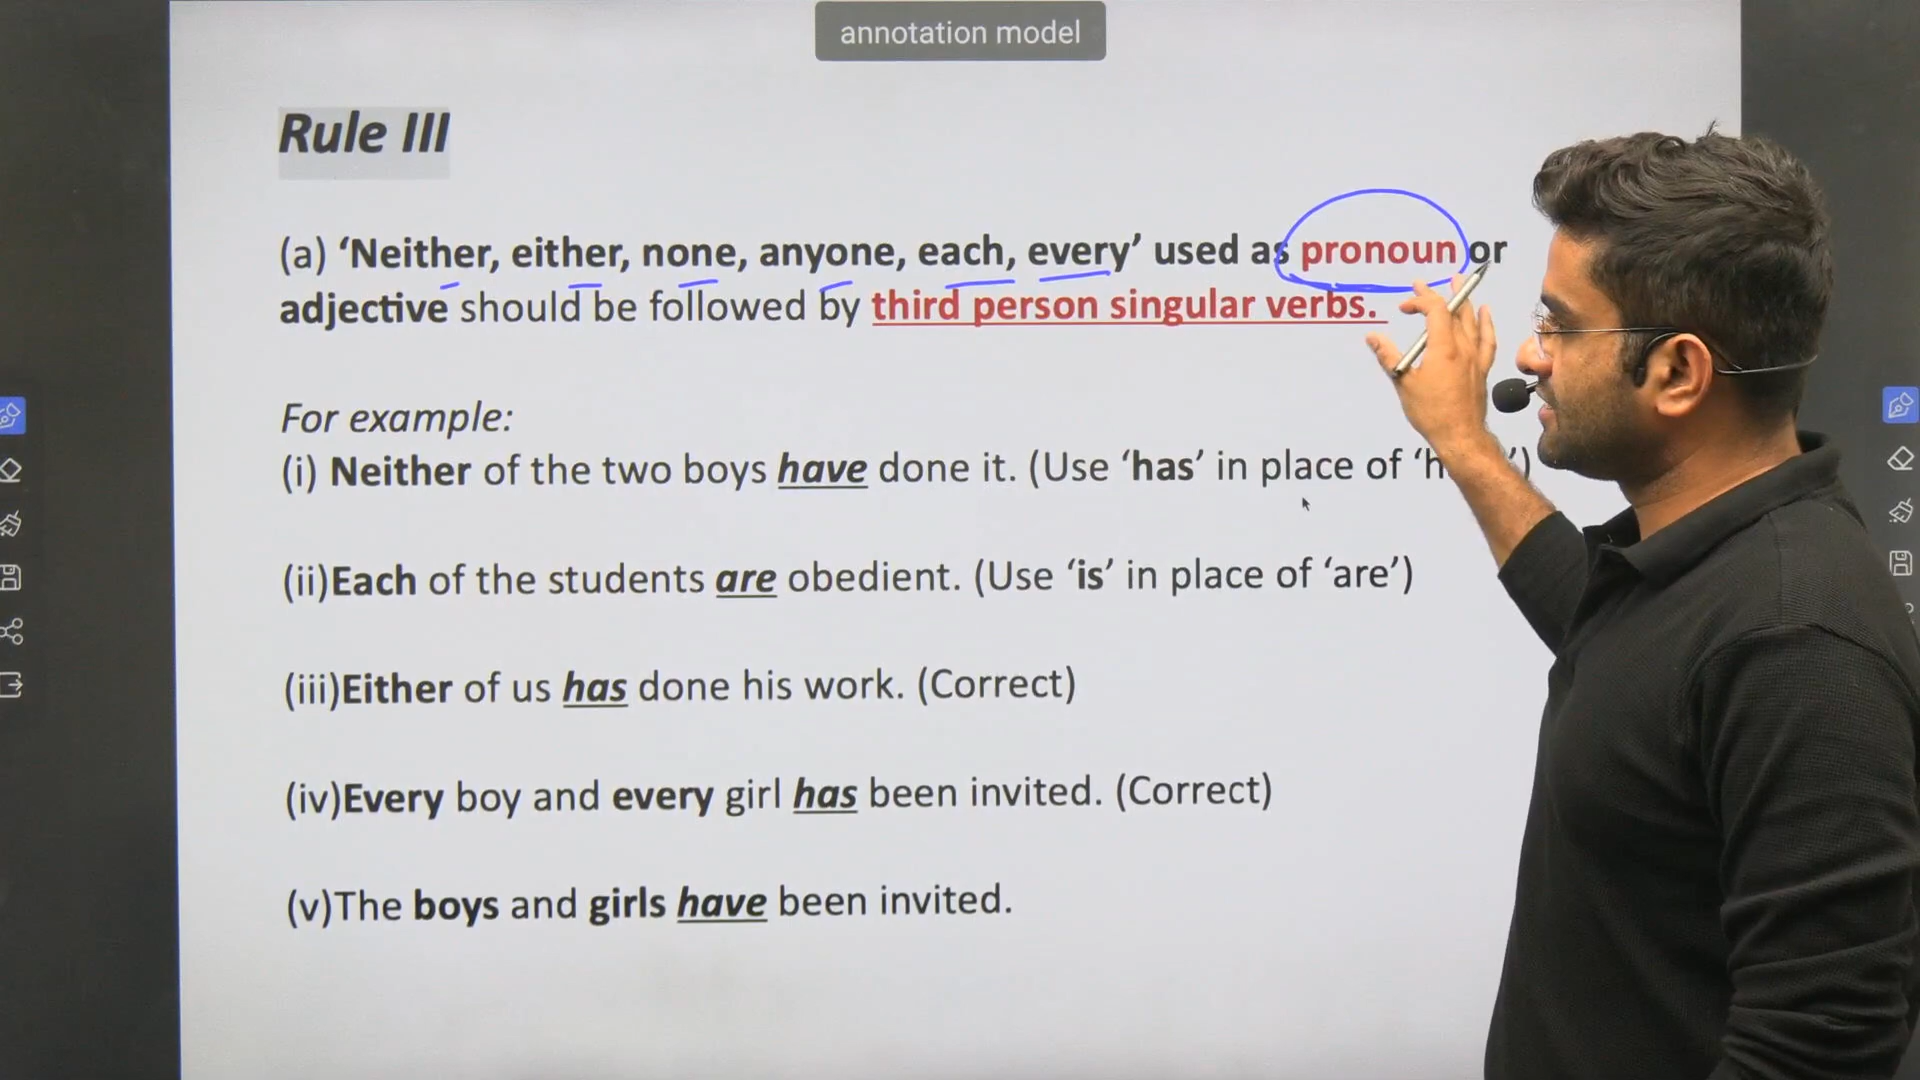 annotation model
Rule III
(a) ‘Neither, either, none, anyone, each, every’ used as pronoun or
adjective should be followed by third person singular verbs.
For example:
(i) Neither of the two boys have done it. (Use ‘has’ in place of ‘h ’)
(ii)Each of the students are obedient. (Use ‘is’ in place of ‘are’)
(iii)Either of us has done his work. (Correct)
(iv)Every boy and every girl has been invited. (Correct)
(v)The boys and girls have been invited.